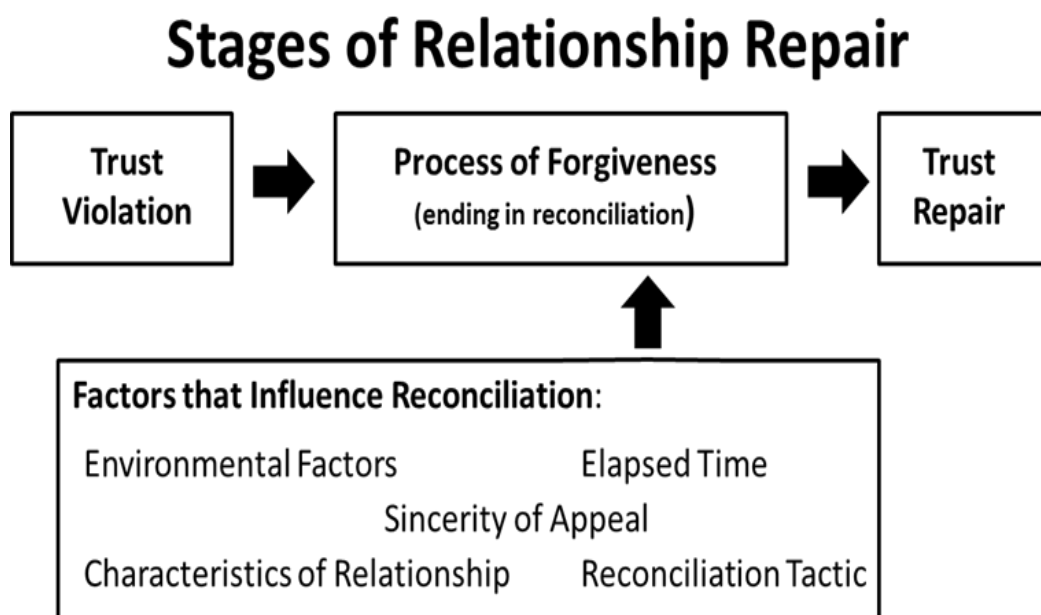 Stages of Relationship Repair
Trust
Violation
Process of Forgiveness
(ending in reconciliation)
Trust
Repair
Factors that Influence Reconciliation:
Environmental Factors
Elapsed Time
Sincerity of Appeal
Characteristics of Relationship
Reconciliation Tactic